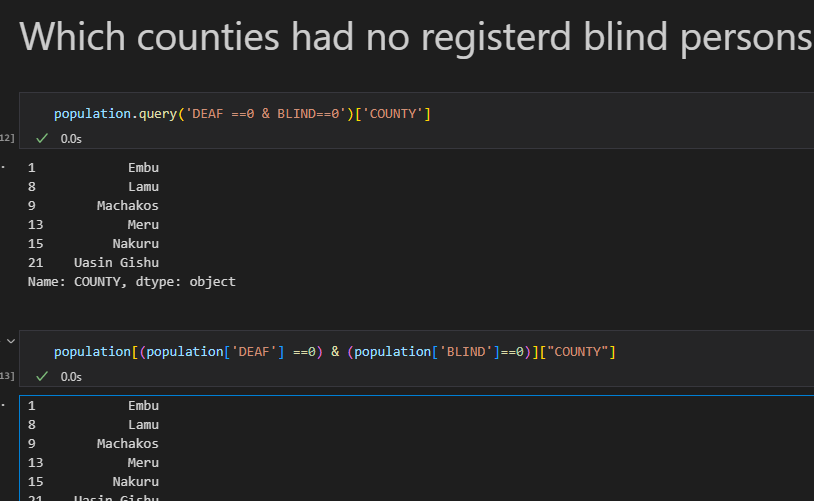 Which counties had no registerd blind persons
population.query('DEAF ==0 & BLIND==0')['COUNTY']
12]
0.0s
1 Embu
8 Lamu
9 Machakos
13 Meru
15 Nakuru
21 Uasin Gishu
Name: COUNTY, dtype: object
population[(population['DEAF'] ==0) & (population['BLIND']==0)]["COUNTY"]
13]
0.0s
1 Embu
8 Lamu
9 Machakos
13 Meru
15 Nakuru
21 Uasin Gishu